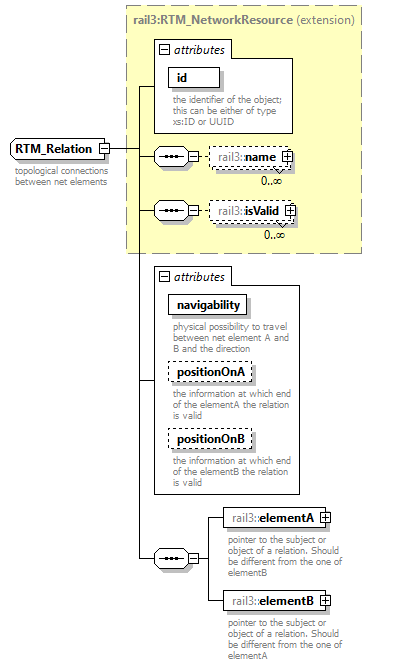 rail3:RTM_NetworkResource (extension)
attributes
id
the identifier of the object;
this can be either of type
xs:ID or UUID
RTM_Relation
topological connections
between net elements
rail3::name
0..∞
rail3::isValid
0..∞
attributes
navigability
physical possibility to travel
between net element A and
B and the direction
positionOnA
the information at which end
of the elementA the relation
is valid
positionOnB
the information at which end
of the elementB the relation
is valid
rail3::elementA
pointer to the subject or
object of a relation. Should
be different from the one of
elementB
rail3::elementB
pointer to the subject or
object of a relation. Should
be different from the one of
elementA